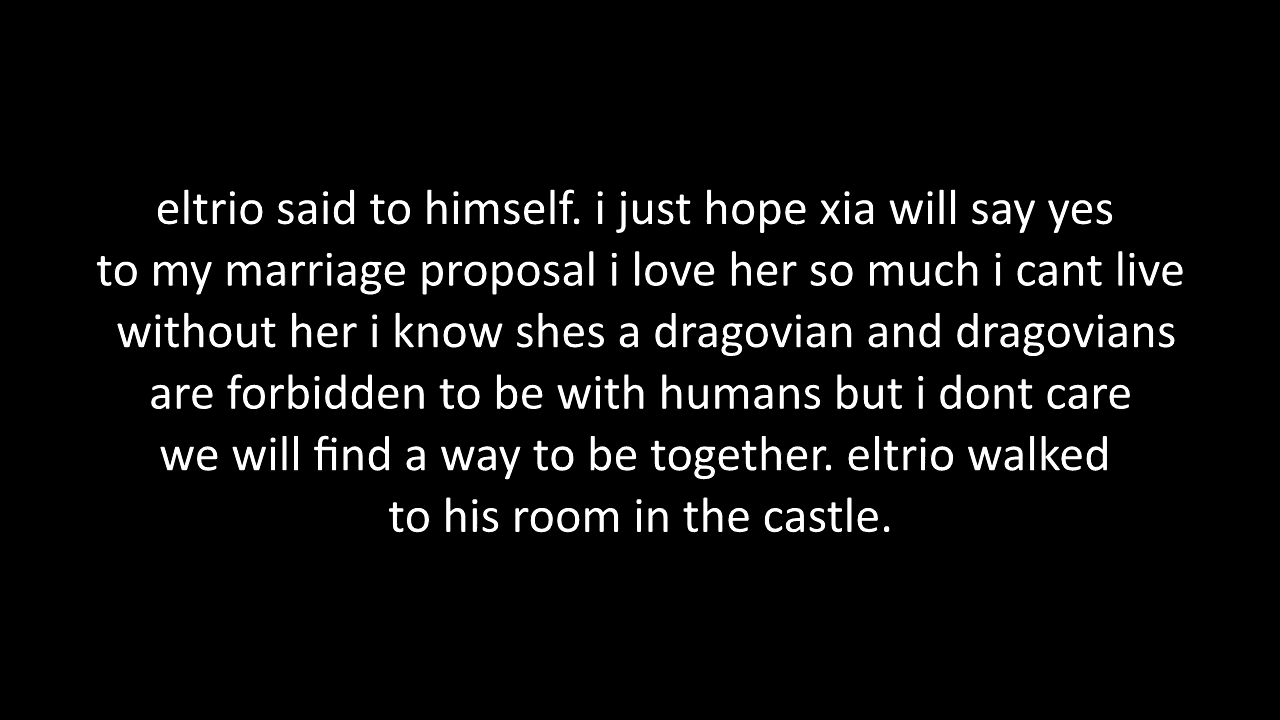 eltrio said to himself. i just hope xia will say yes
to my marriage proposal i love her so much i cant live
without her i know shes a dragovian and dragovians
are forbidden to be with humans but i dont care
we will find a way to be together. eltrio walked
to his room in the castle.